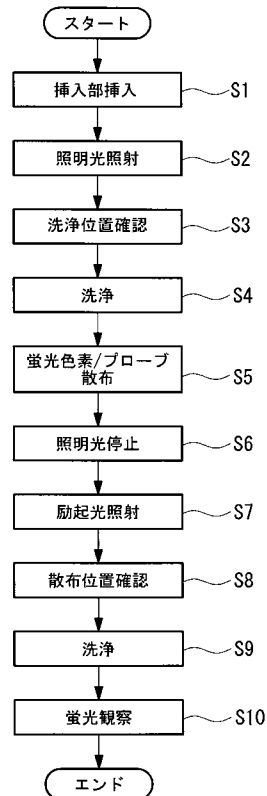 スタート
挿入部挿入 S1
照明光照射 S2
洗浄位置確認 S3
洗浄 S4
蛍光色素/プローブ
散布 S5
照明光停止 S6
励起光照射 S7
散布位置確認 S8
洗浄 S9
蛍光観察 S10
エンド